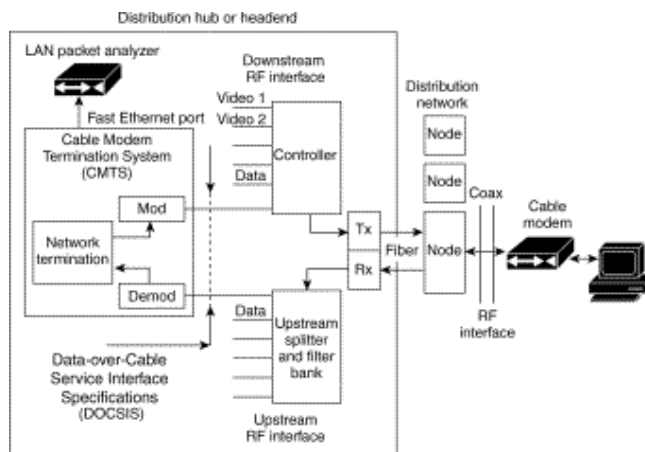 Distribution hub or headend
LAN packet analyzer
Fast Ethernet port
Cable Modem
Termination System
(CMTS)
Mod
Network
termination
Demod
Data-over-Cable
Service Interface
Specifications
(DOCSIS)
Downstream
RF interface
Video 1
Video 2
Data
Controller
Tx
Rx
Fiber
Data
Upstream
splitter
and filter
bank
Upstream
RF interface
Distribution
network
Node
Node
Node
Coax
RF
interface
Cable
modem